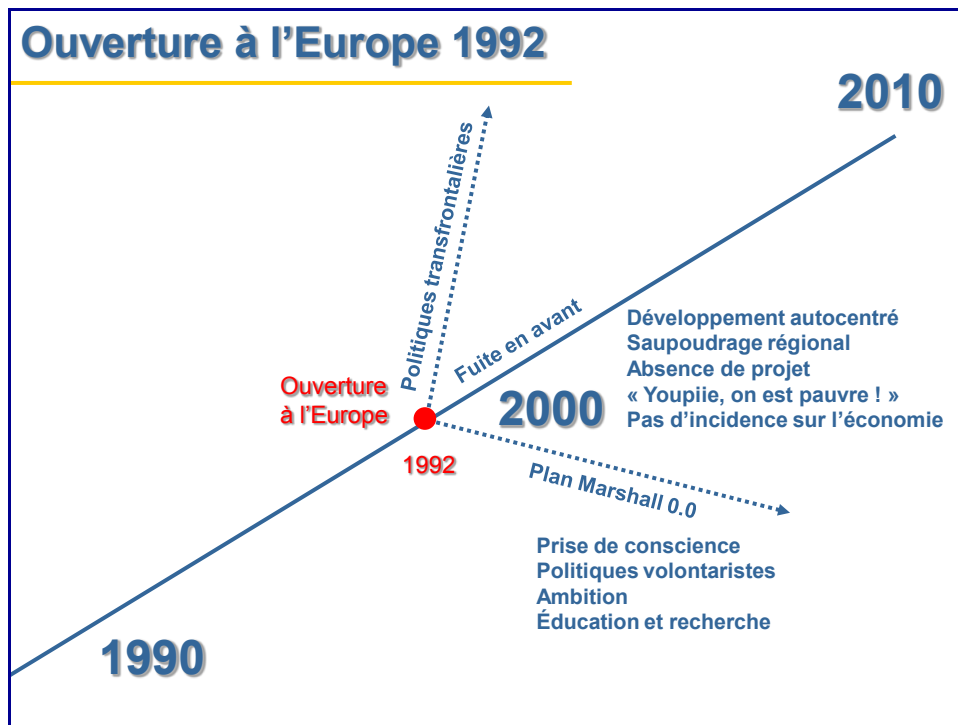 Ouverture à l’Europe 1992
2010
Politiques transfrontalières
Fuite en avant
Développement autocentré
Saupoudrage régional
Absence de projet
« Youpiie, on est pauvre ! »
Pas d’incidence sur l’économie
Ouverture
à l’Europe
2000
1992
Plan Marshall 0.0
Prise de conscience
Politiques volontaristes
Ambition
Éducation et recherche
1990